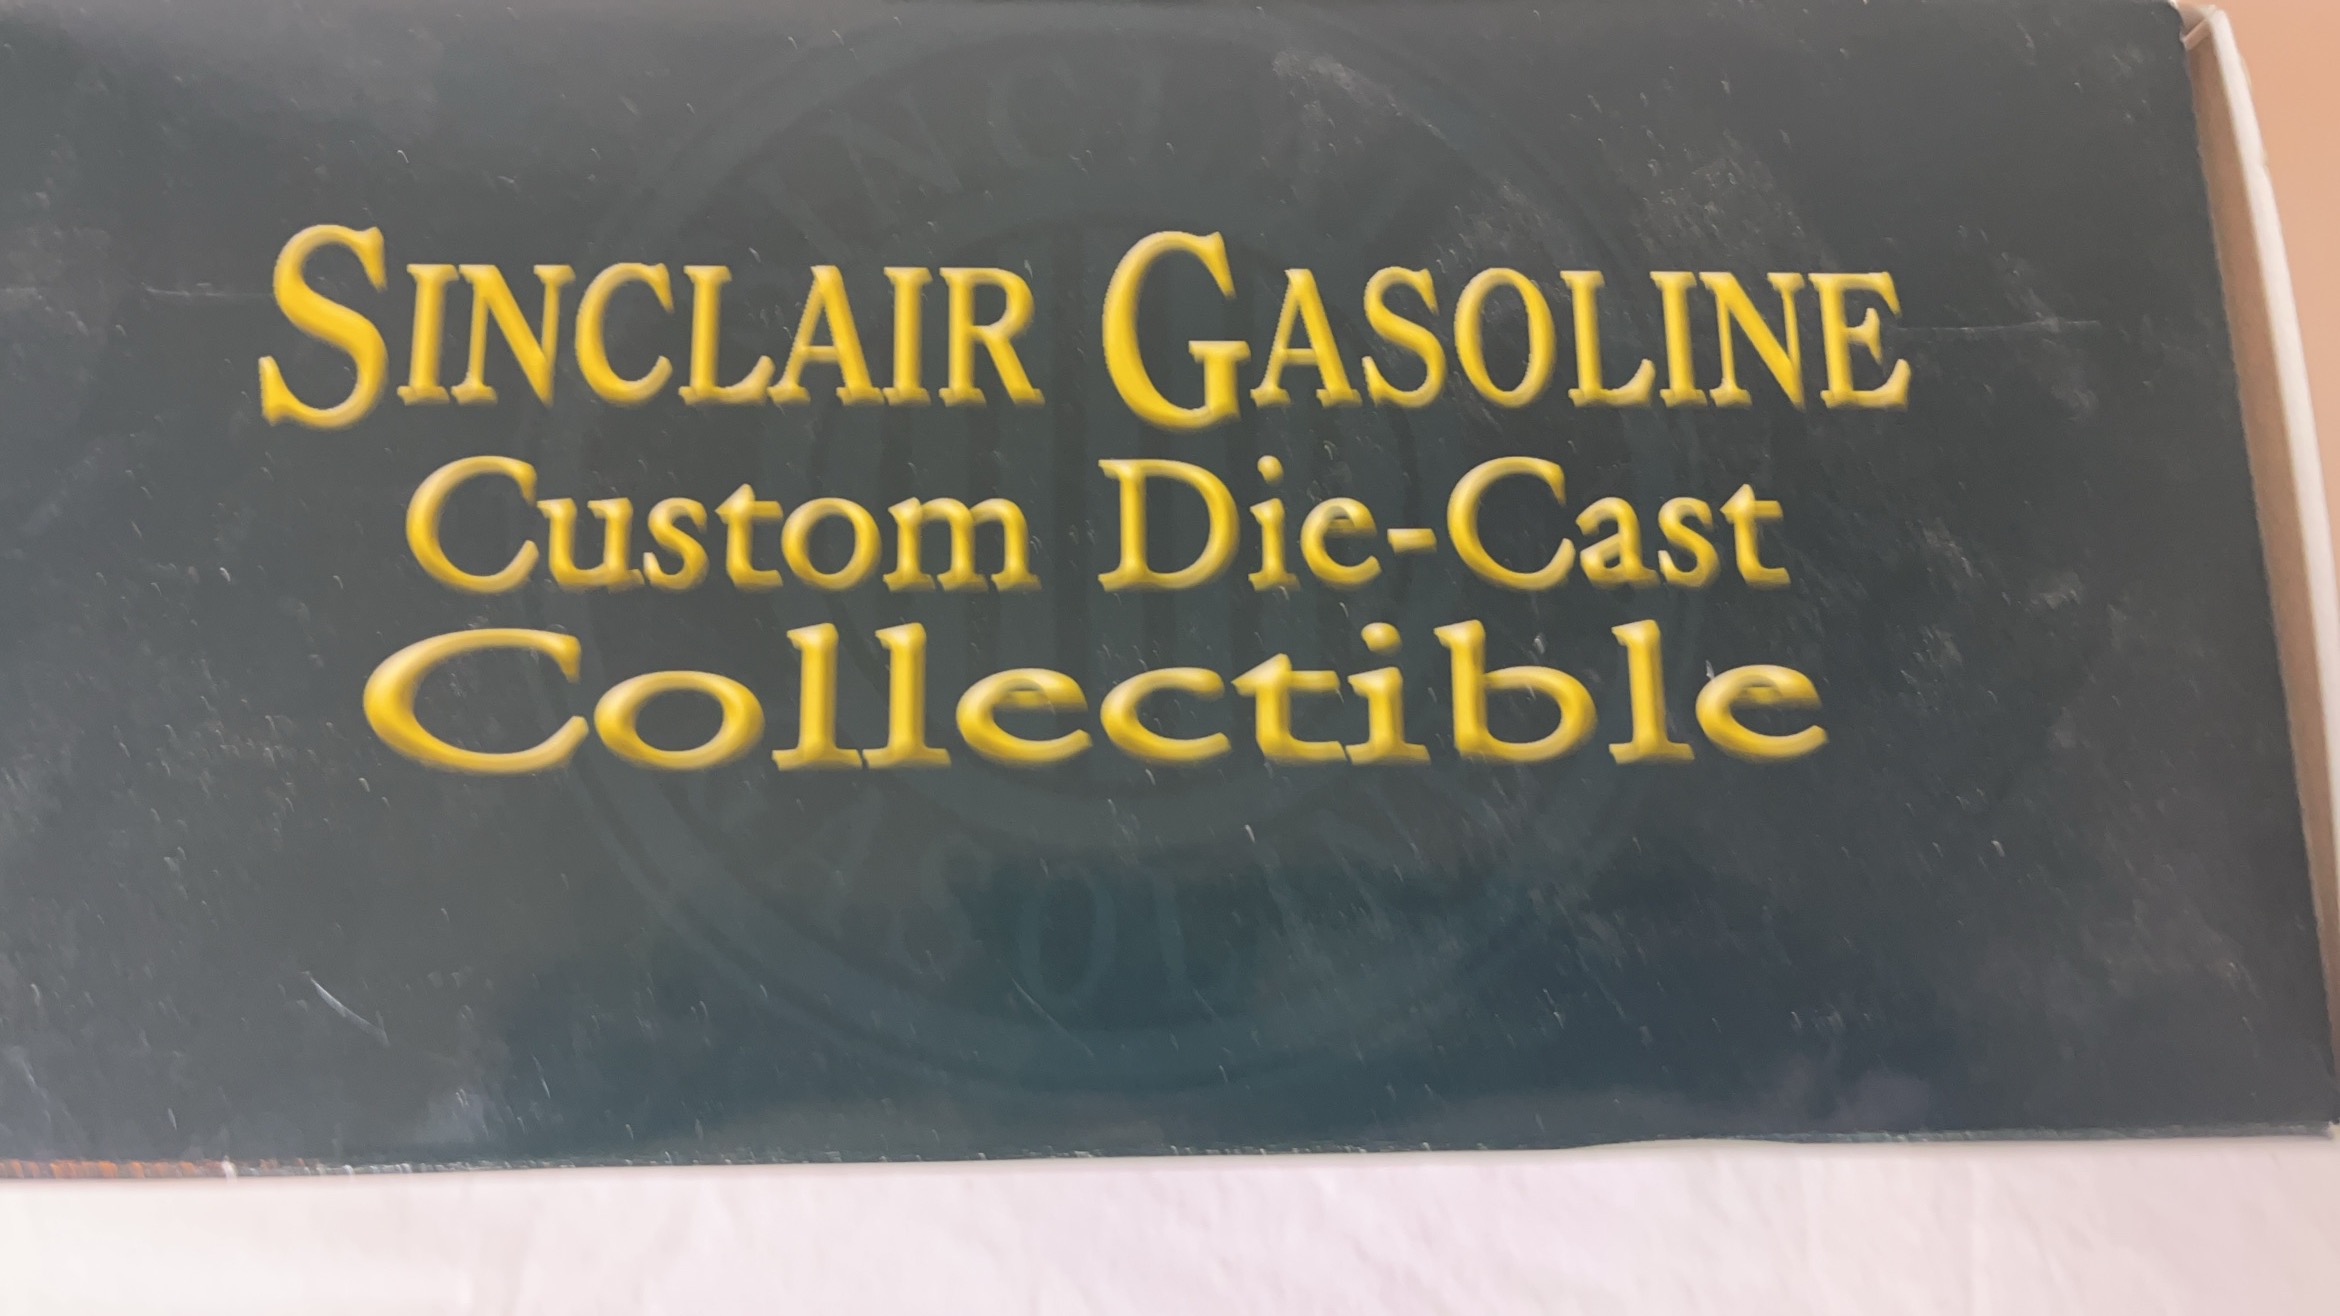 SINCLAIR GASOLINE
Custom Die-Cast
Collectible